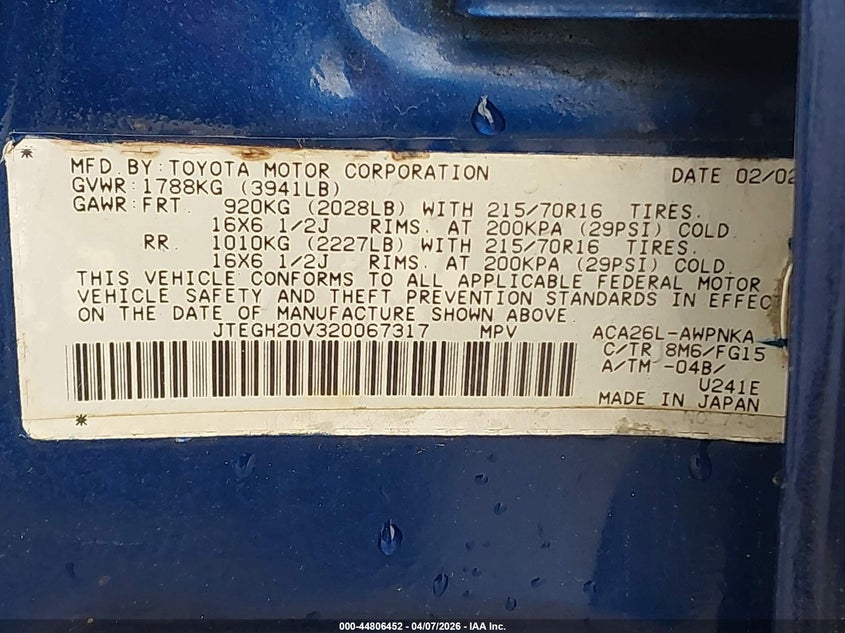 MFD.BY:TOYOTA MOTOR CORPORATION DATE 02/02
GVWR:1788KG (3941LB)
GAWR:FRT. 920KG (2028LB) WITH 215/70R16 TIRES.
16X6 1/2J RIMS. AT 200KPA (29PSI) COLD.
RR. 1010KG (2227LB) WITH 215/70R16 TIRES.
16X6 1/2J RIMS. AT 200KPA (29PSI) COLD.
THIS VEHICLE CONFORMS TO ALL APPLICABLE FEDERAL MOTOR
VEHICLE SAFETY AND THEFT PREVENTION STANDARDS IN EFFEC
ON THE DATE OF MANUFACTURE SHOWN ABOVE.
JTEGH20V320067317 MPV ACA26L-AWPNKA
C/TR 8M6/FG15
A/TM -04B/
U241E
MADE IN JAPAN
000-44806452 - 04/07/2026 - IAA Inc.